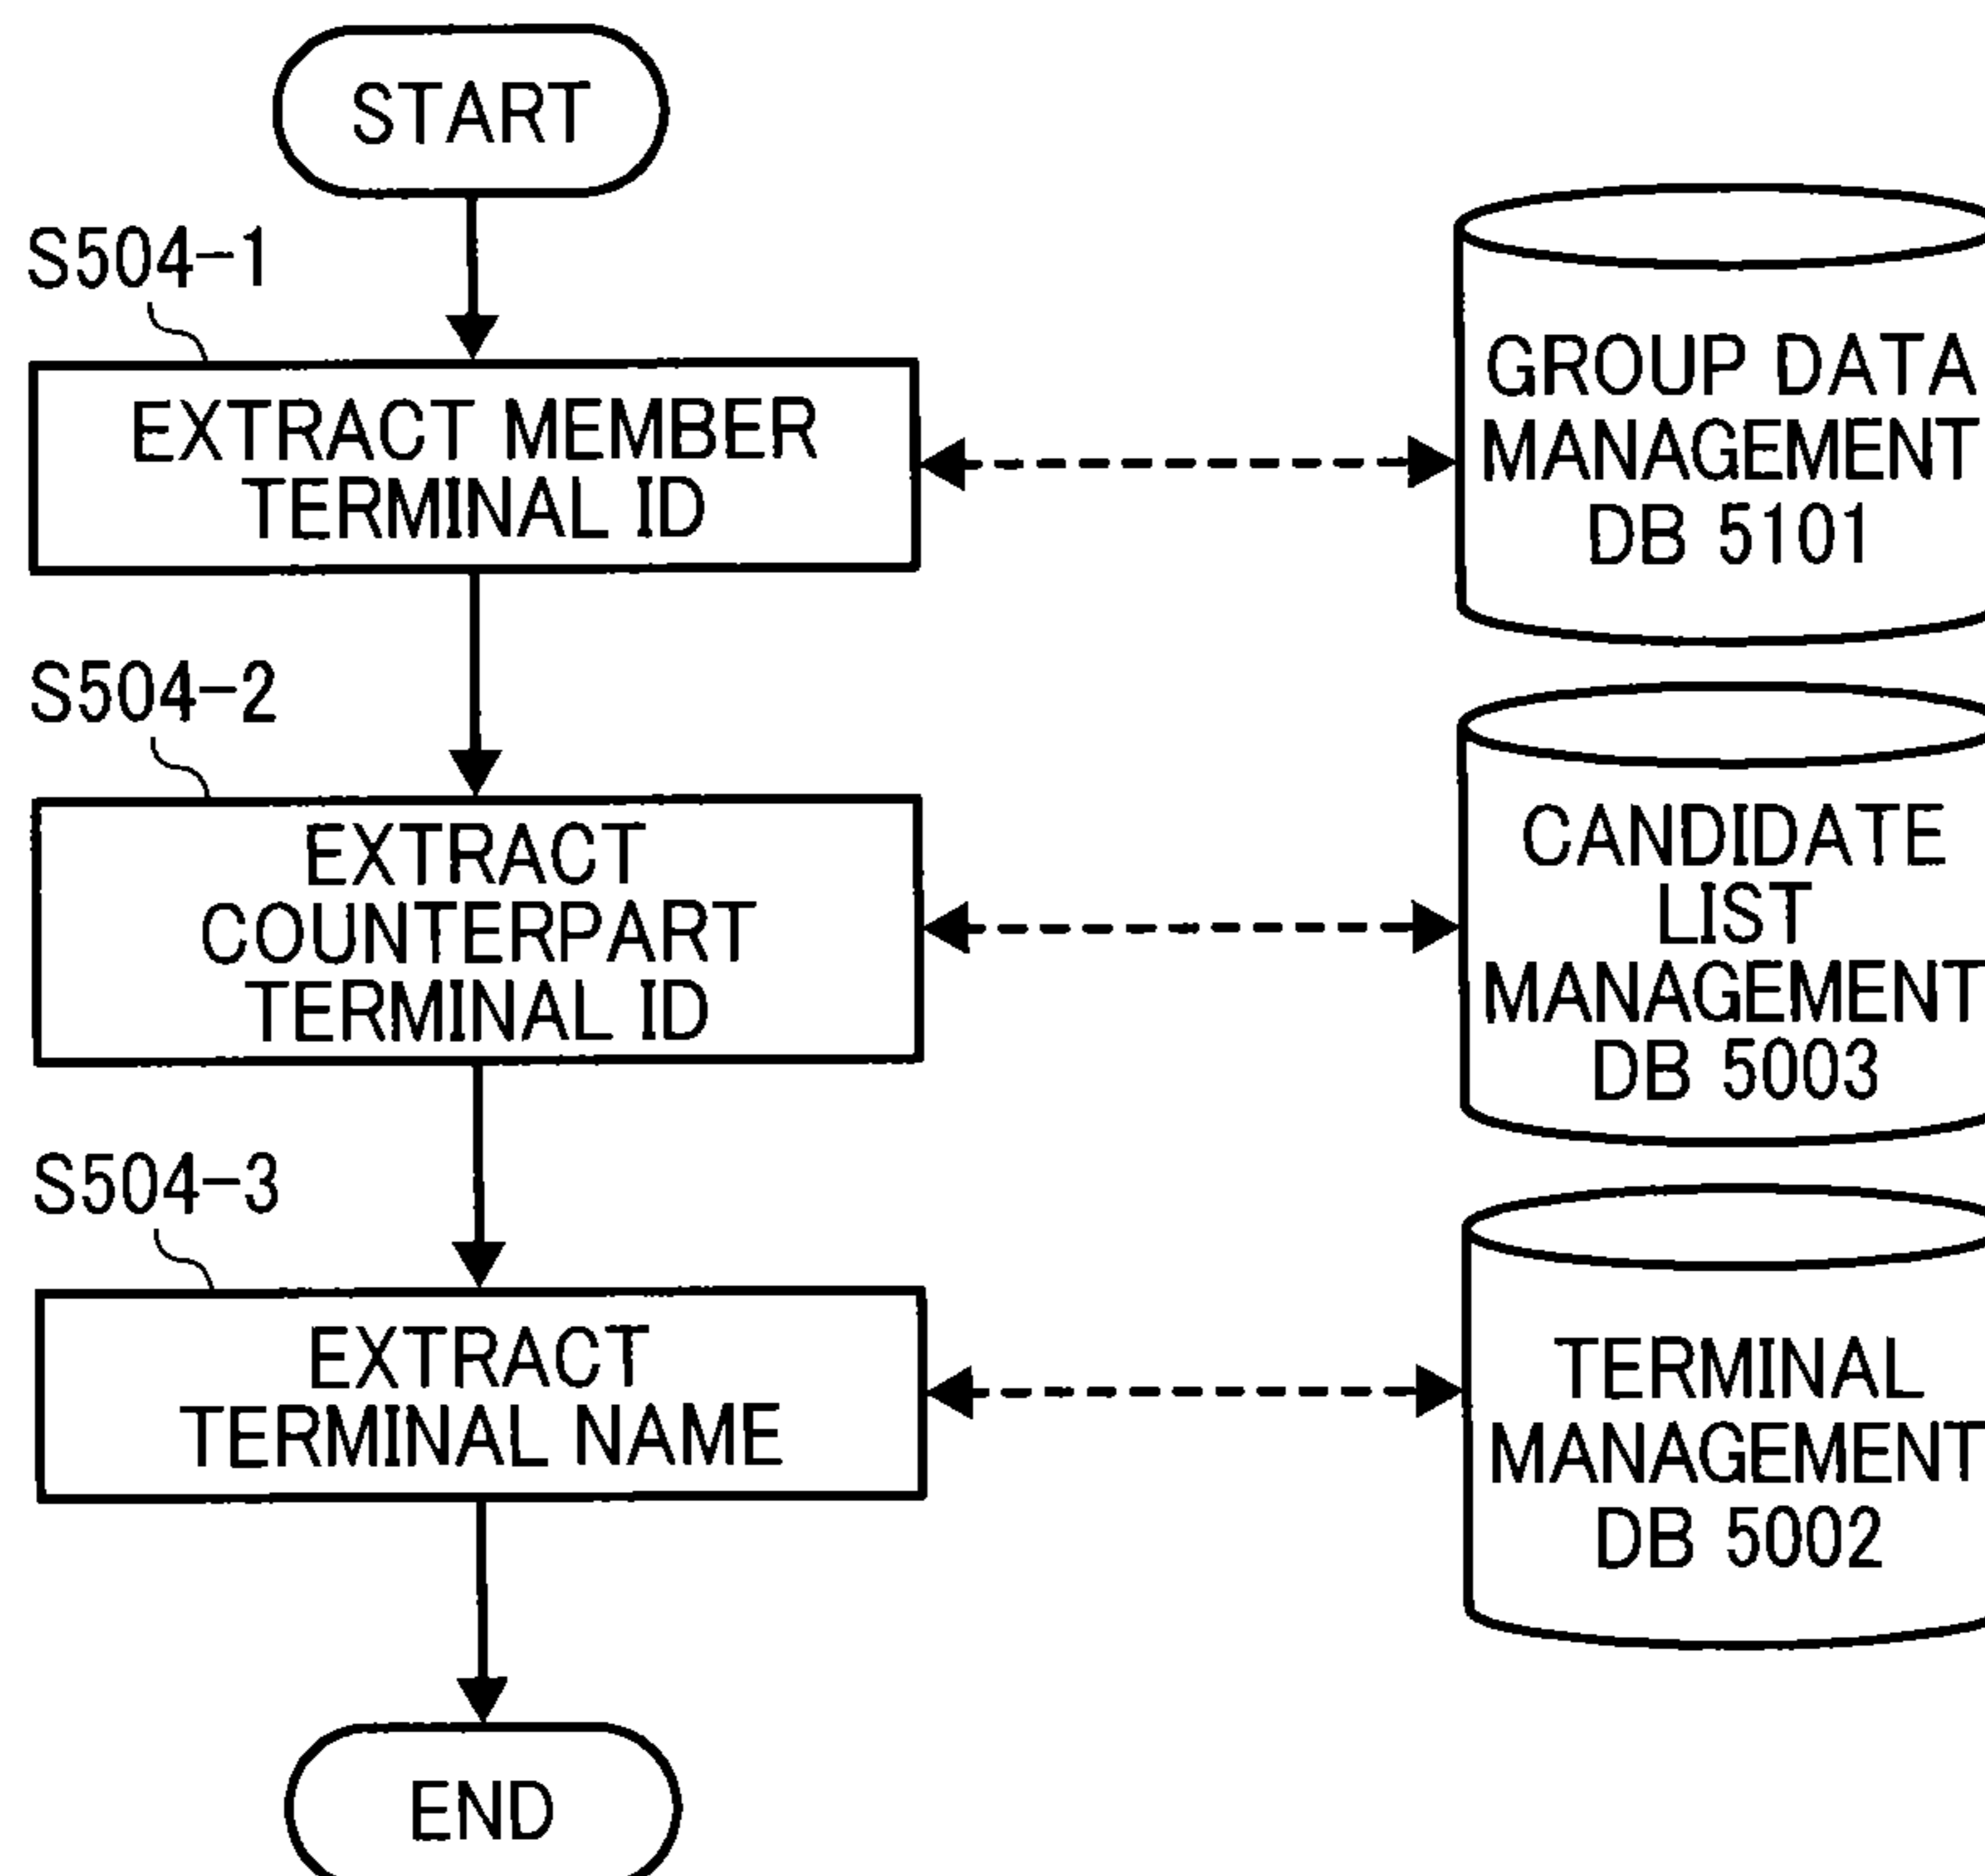 START
S504-1
EXTRACT MEMBER
TERMINAL ID
GROUP DATA
MANAGEMENT
DB 5101
S504-2
EXTRACT
COUNTERPART
TERMINAL ID
CANDIDATE
LIST
MANAGEMENT
DB 5003
S504-3
EXTRACT
TERMINAL NAME
TERMINAL
MANAGEMENT
DB 5002
END